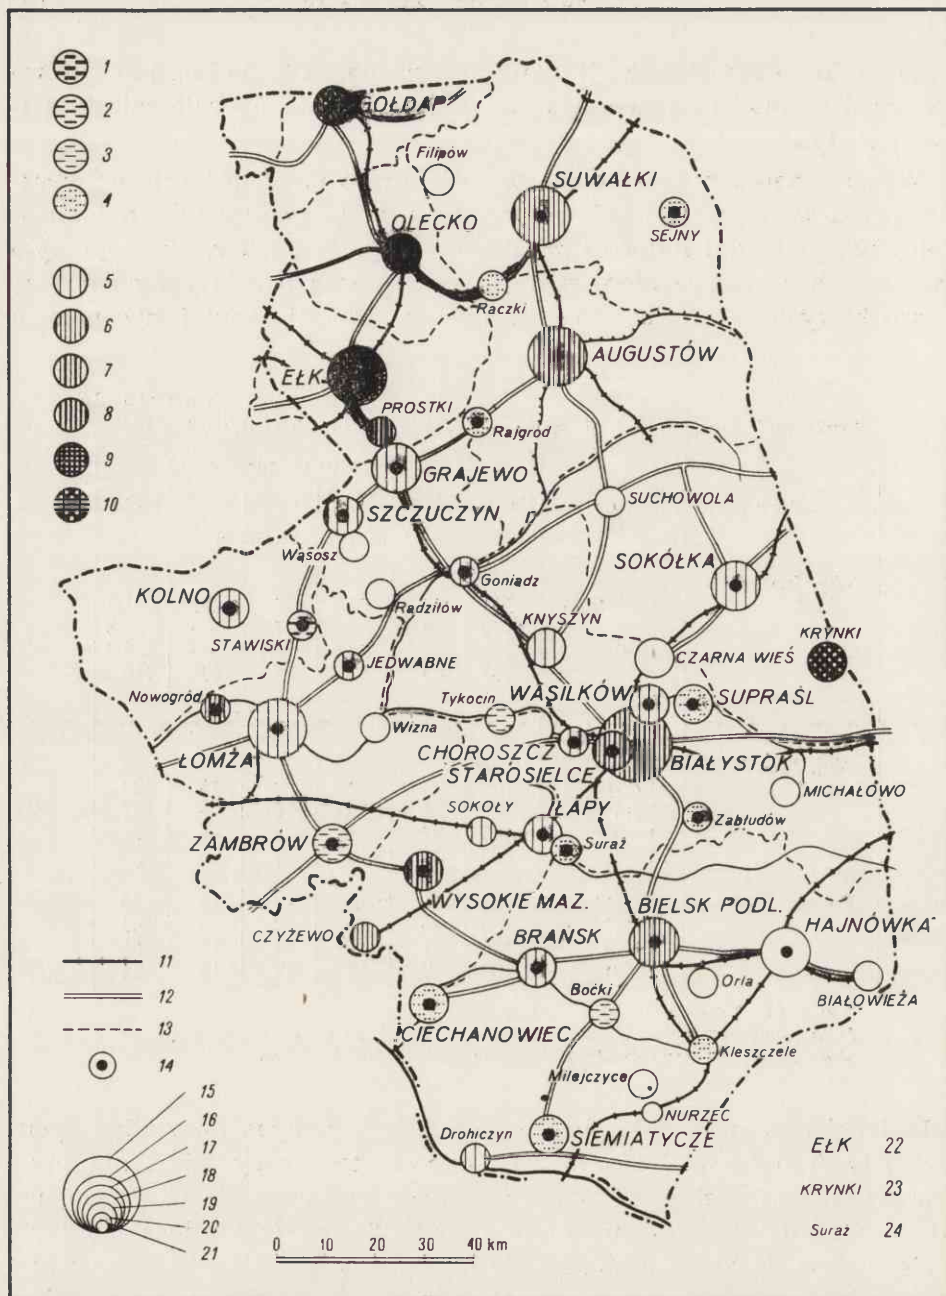 1
2
3
4
5
6
7
8
9
10
GOŁDAP
Filipów
SUWAŁKI
SEJNY
OLECKO
Raczki
AUGUSTÓW
EŁK
PROSTKI
Rajgród
GRAJEWO
SZCZUCZYN
SUCHOWOLA
Wąsosz
Goniądz
SOKÓŁKA
KOLNO
Radziłów
KNYSZYN
KRYNKI
STAWISKI
JEDWABNE
CZARNA WIEŚ
Nowogród
Tykocin
WASILKÓW
SUPRAŚL
ŁOMŻA
Wizna
CHOROSZCZ
STAROSIELCE
BIAŁYSTOK
MICHAŁOWO
SOKOŁY
ŁAPY
Zabłudów
ZAMBRÓW
Suraż
WYSOKIE MAZ.
BIELSK PODL.
CZYŻEWO
HAJNÓWKA
BRAŃSK
Orla
BIAŁOWIEŻA
CIECHANOWIEC
Boćki
Kleszczele
Milejczyce
NURZEC
Drohiczyn
SIEMIATYCZE
11
12
13
14
15
16
17
18
19
20
21
0 10 20 30 40 km
EŁK 22
KRYNKI 23
Suraż 24